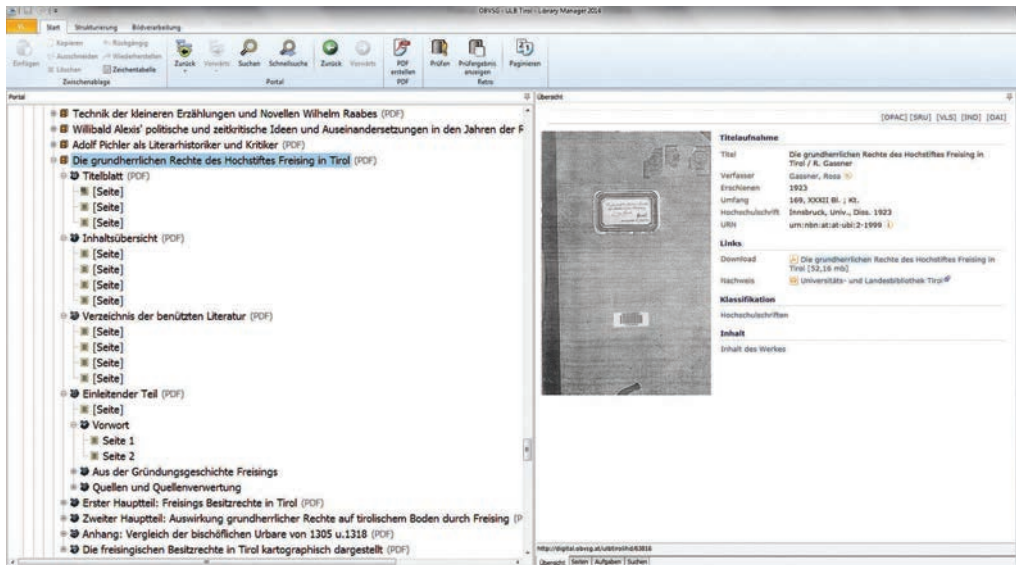 OBVSG - ULB Tirol - Library Manager 2014
Start Strukturierung Bildverarbeitung
Einfügen
Kopieren Rückgängig
Ausschneiden Wiederherstellen
Löschen Zeichentabelle
Zwischenablage
Zurück Vorwärts Suchen Schnellsuche Zurück Vorwärts
Portal
PDF erstellen
PDF
Prüfen Prüfergebnis anzeigen Paginieren
Retro
Portal
Technik der kleineren Erzählungen und Novellen Wilhelm Raabes (PDF)
Willibald Alexis' politische und zeitkritische Ideen und Auseinandersetzungen in den Jahren der F
Adolf Pichler als Literarhistoriker und Kritiker (PDF)
Die grundherrlichen Rechte des Hochstiftes Freising in Tirol (PDF)
Titelblatt (PDF)
[Seite]
[Seite]
[Seite]
Inhaltsübersicht (PDF)
[Seite]
[Seite]
[Seite]
[Seite]
Verzeichnis der benützten Literatur (PDF)
[Seite]
[Seite]
[Seite]
[Seite]
Einleitender Teil (PDF)
[Seite]
Vorwort
Seite 1
Seite 2
Aus der Gründungsgeschichte Freisings
Quellen und Quellenverwertung
Erster Hauptteil: Freisings Besitzrechte in Tirol (PDF)
Zweiter Hauptteil: Auswirkung grundherrlicher Rechte auf tirolischem Boden durch Freising (P
Anhang: Vergleich der bischöflichen Urbare von 1305 u.1318 (PDF)
Die freisingischen Besitzrechte in Tirol kartographisch dargestellt (PDF)
Übersicht
[OPAC] [SRU] [VLS] [IND] [OAI]
Titelaufnahme
Titel Die grundherrlichen Rechte des Hochstiftes Freising in
Tirol / R. Gassner
Verfasser Gassner, Rosa
Erschienen 1923
Umfang 169, XXXII Bl. ; Kt.
Hochschulschrift Innsbruck, Univ., Diss. 1923
URN urn:nbn:at:at-ubi:2-1999
Links
Download Die grundherrlichen Rechte des Hochstiftes Freising in
Tirol [52,16 mb]
Nachweis Universitäts- und Landesbibliothek Tirol
Klassifikation
Hochschulschriften
Inhalt
Inhalt des Werkes
http://digital.obvsg.at/ulbtirolhd/63816
Übersicht Seiten Aufgaben Suchen